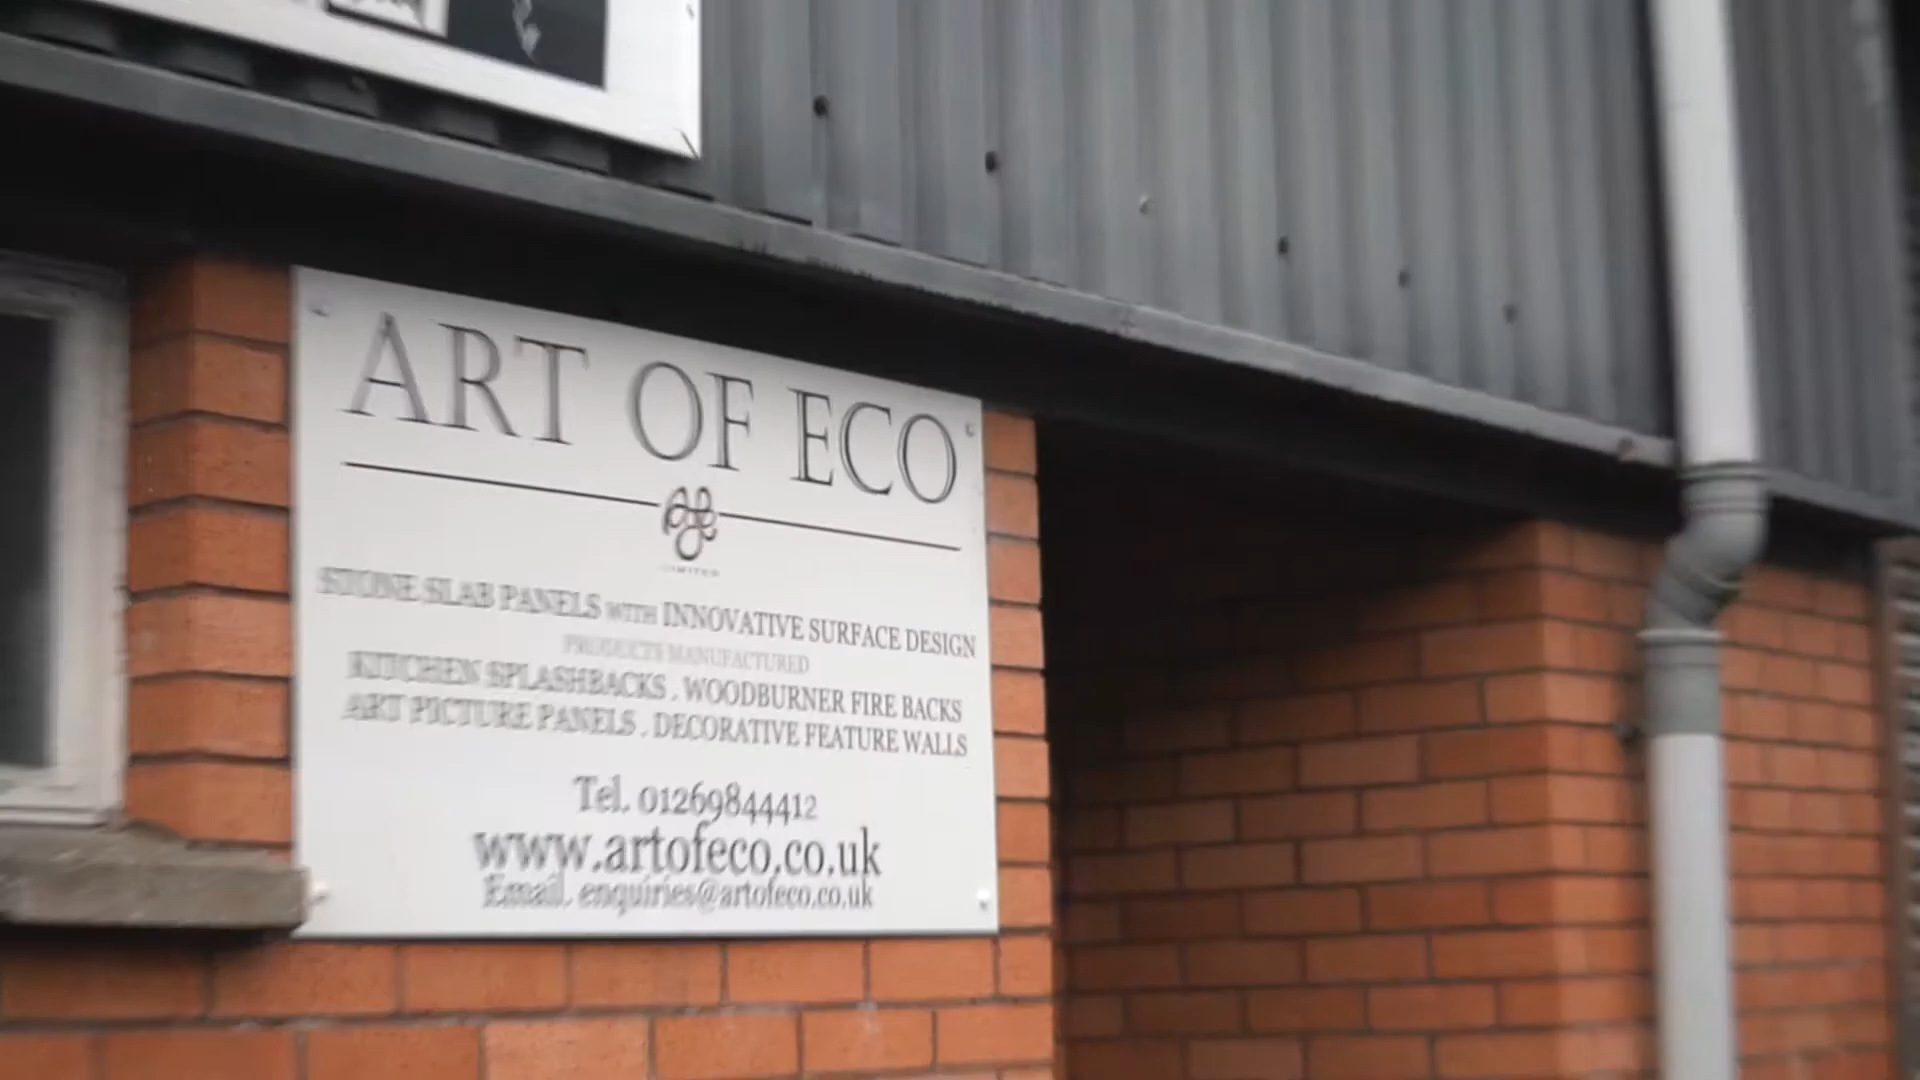 ART OF ECO
LIMITED
STONE SLAB PANELS WITH INNOVATIVE SURFACE DESIGN
PRODUCTS MANUFACTURED
KITCHEN SPLASHBACKS . WOODBURNER FIRE BACKS
ART PICTURE PANELS . DECORATIVE FEATURE WALLS
Tel. 01269844412
www.artofeco.co.uk
Email. enquiries@artofeco.co.uk